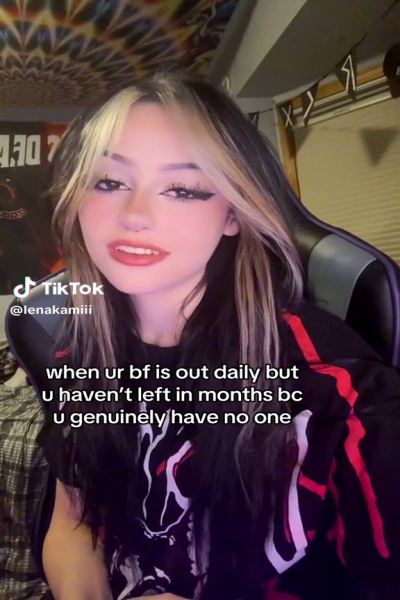 TikTok
@lenakamiii
when ur bf is out daily but
u haven't left in months bc
u genuinely have no one